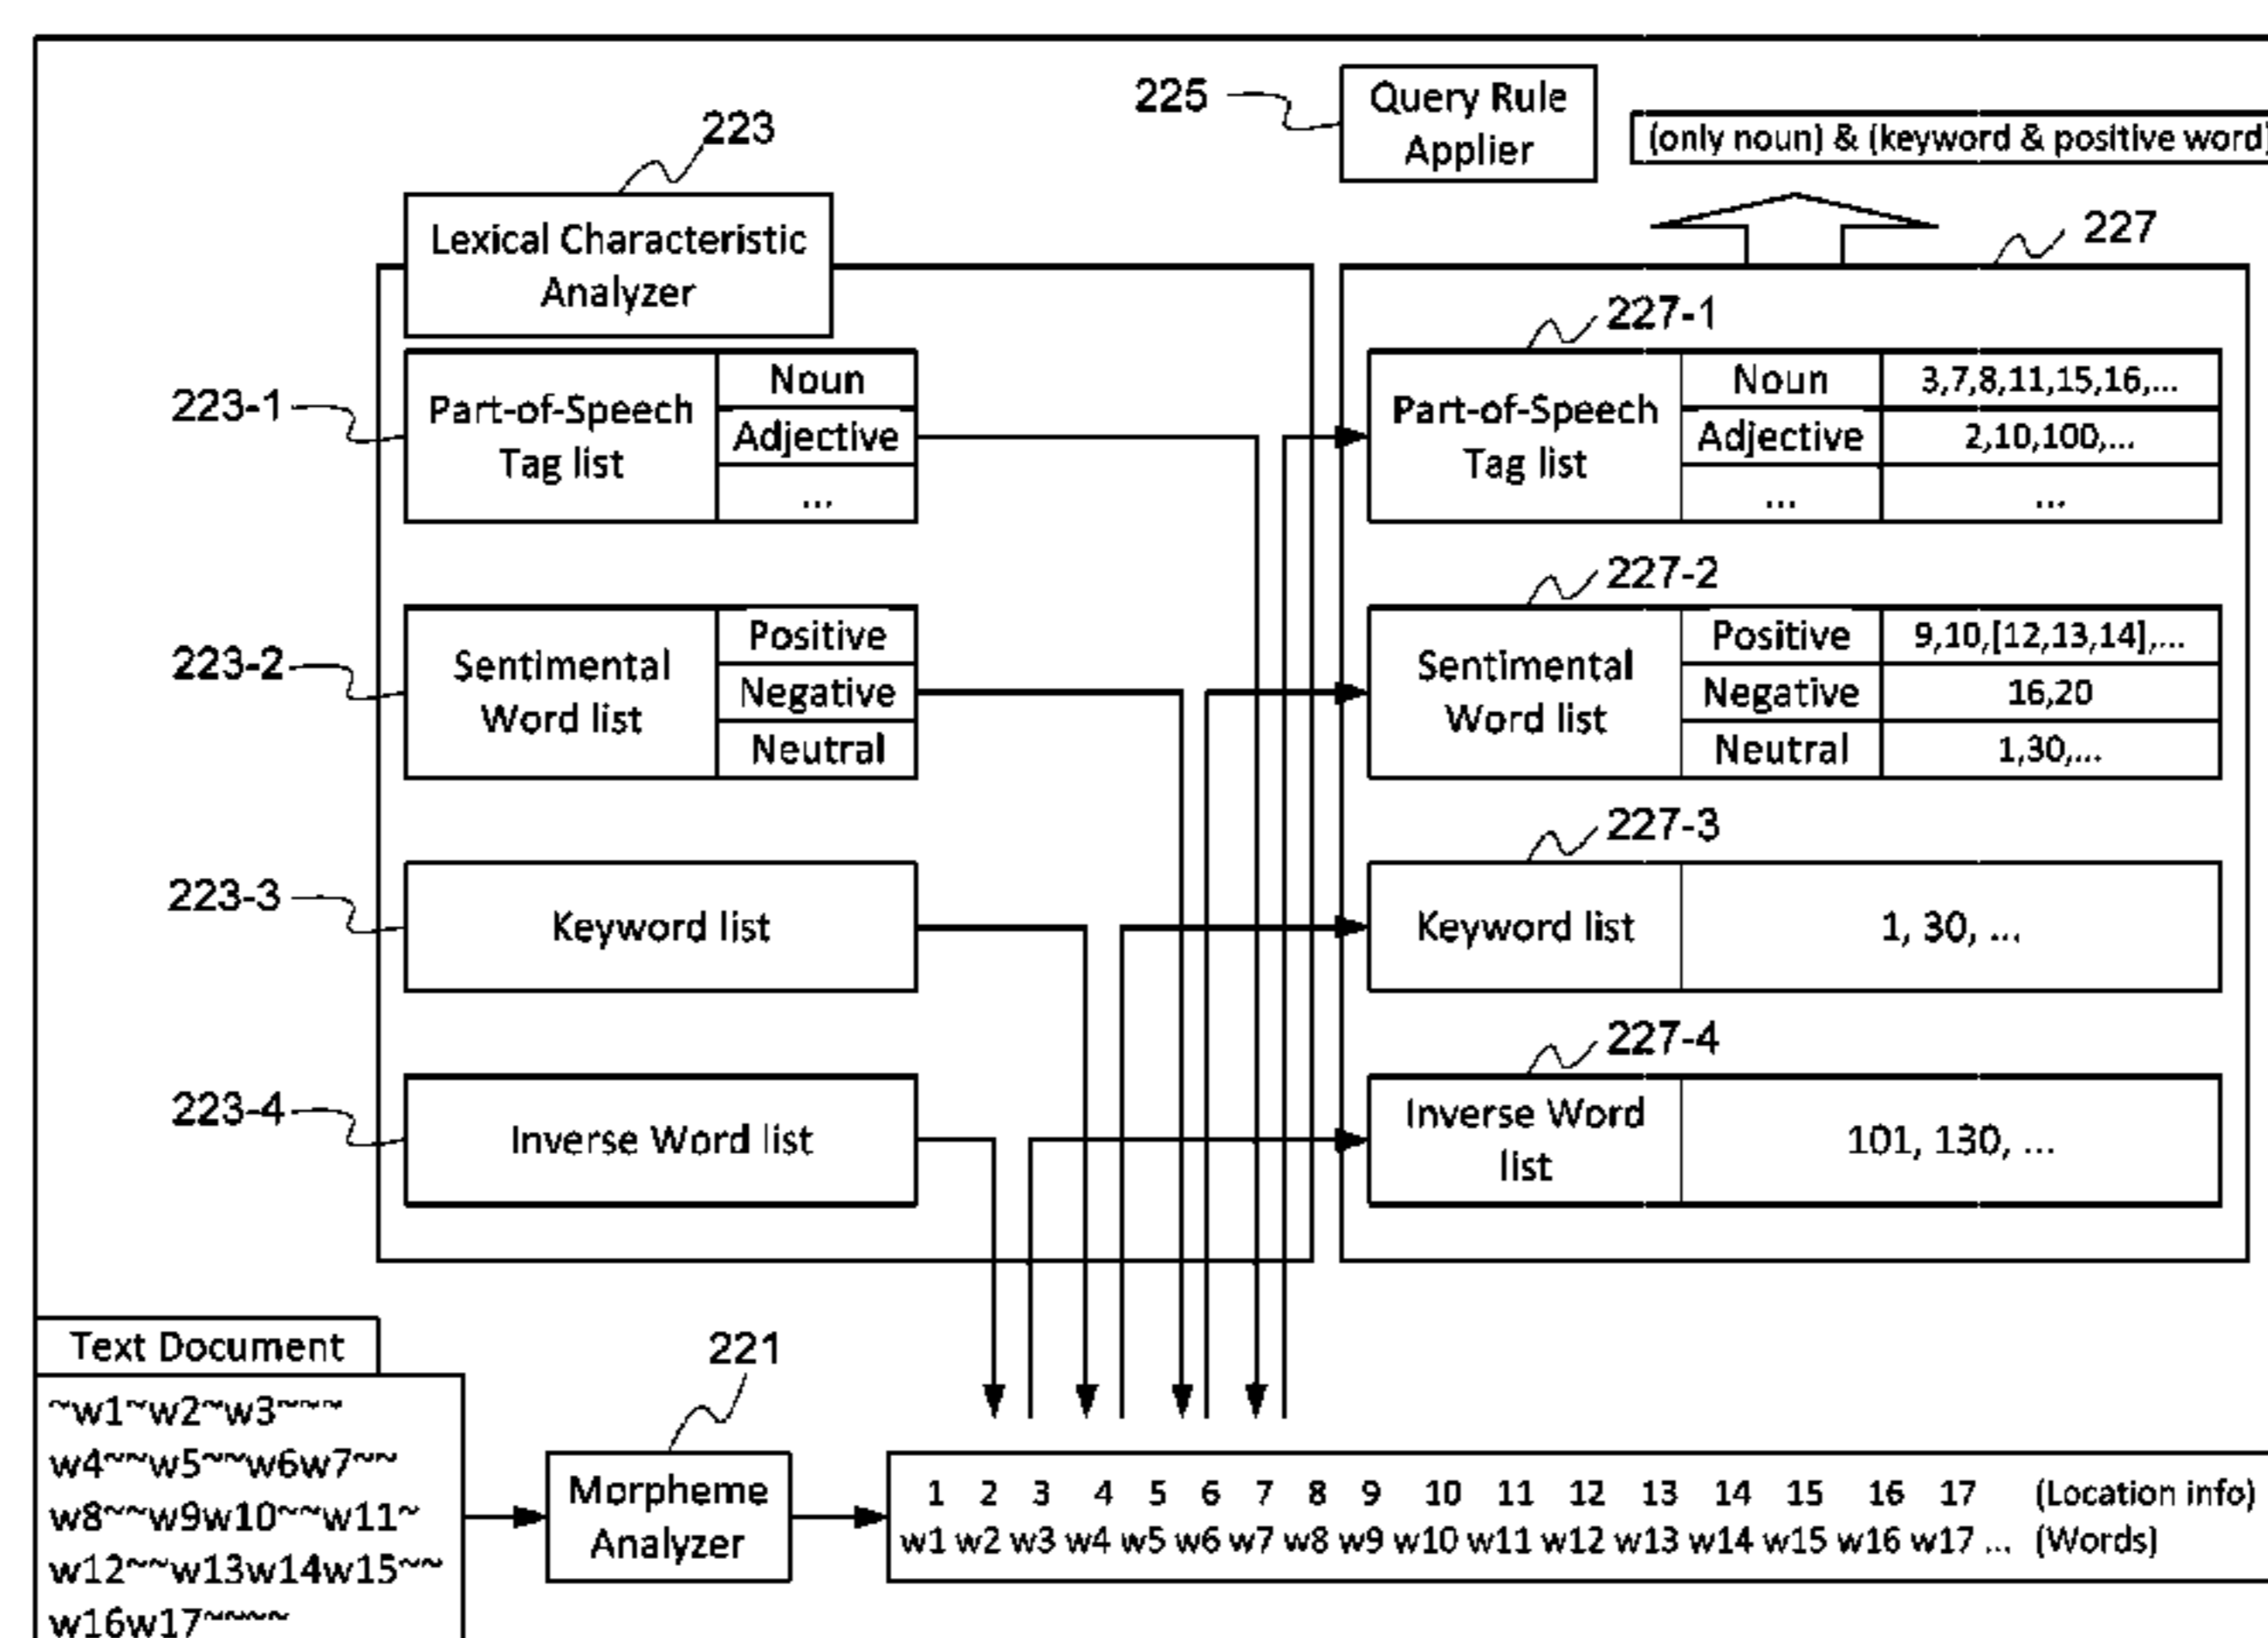 225
Query Rule
Applier
(only noun) & (keyword & positive word)
223
Lexical Characteristic
Analyzer
227
223-1
Part-of-Speech
Tag list
Noun
Adjective
...
227-1
Part-of-Speech
Tag list
Noun
3,7,8,11,15,16,...
Adjective
2,10,100,...
...
...
223-2
Sentimental
Word list
Positive
Negative
Neutral
227-2
Sentimental
Word list
Positive
9,10,[12,13,14],...
Negative
16,20
Neutral
1,30,...
223-3
Keyword list
227-3
Keyword list
1, 30, ...
223-4
Inverse Word list
227-4
Inverse Word
list
101, 130, ...
Text Document
~w1~w2~w3~~~
w4~~w5~~w6w7~~
w8~~w9w10~~w11~
w12~~w13w14w15~~
w16w17~~~~
221
Morpheme
Analyzer
1 2 3 4 5 6 7 8 9 10 11 12 13 14 15 16 17 (Location info)
w1 w2 w3 w4 w5 w6 w7 w8 w9 w10 w11 w12 w13 w14 w15 w16 w17 ... (Words)